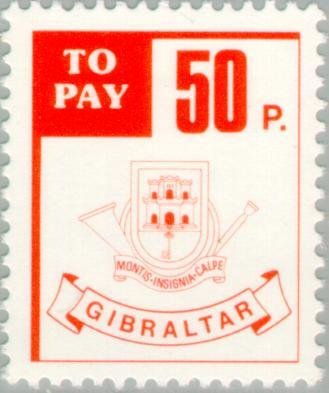 TO
PAY
50 P.
MONTIS·INSIGNIA·CALPE
GIBRALTAR